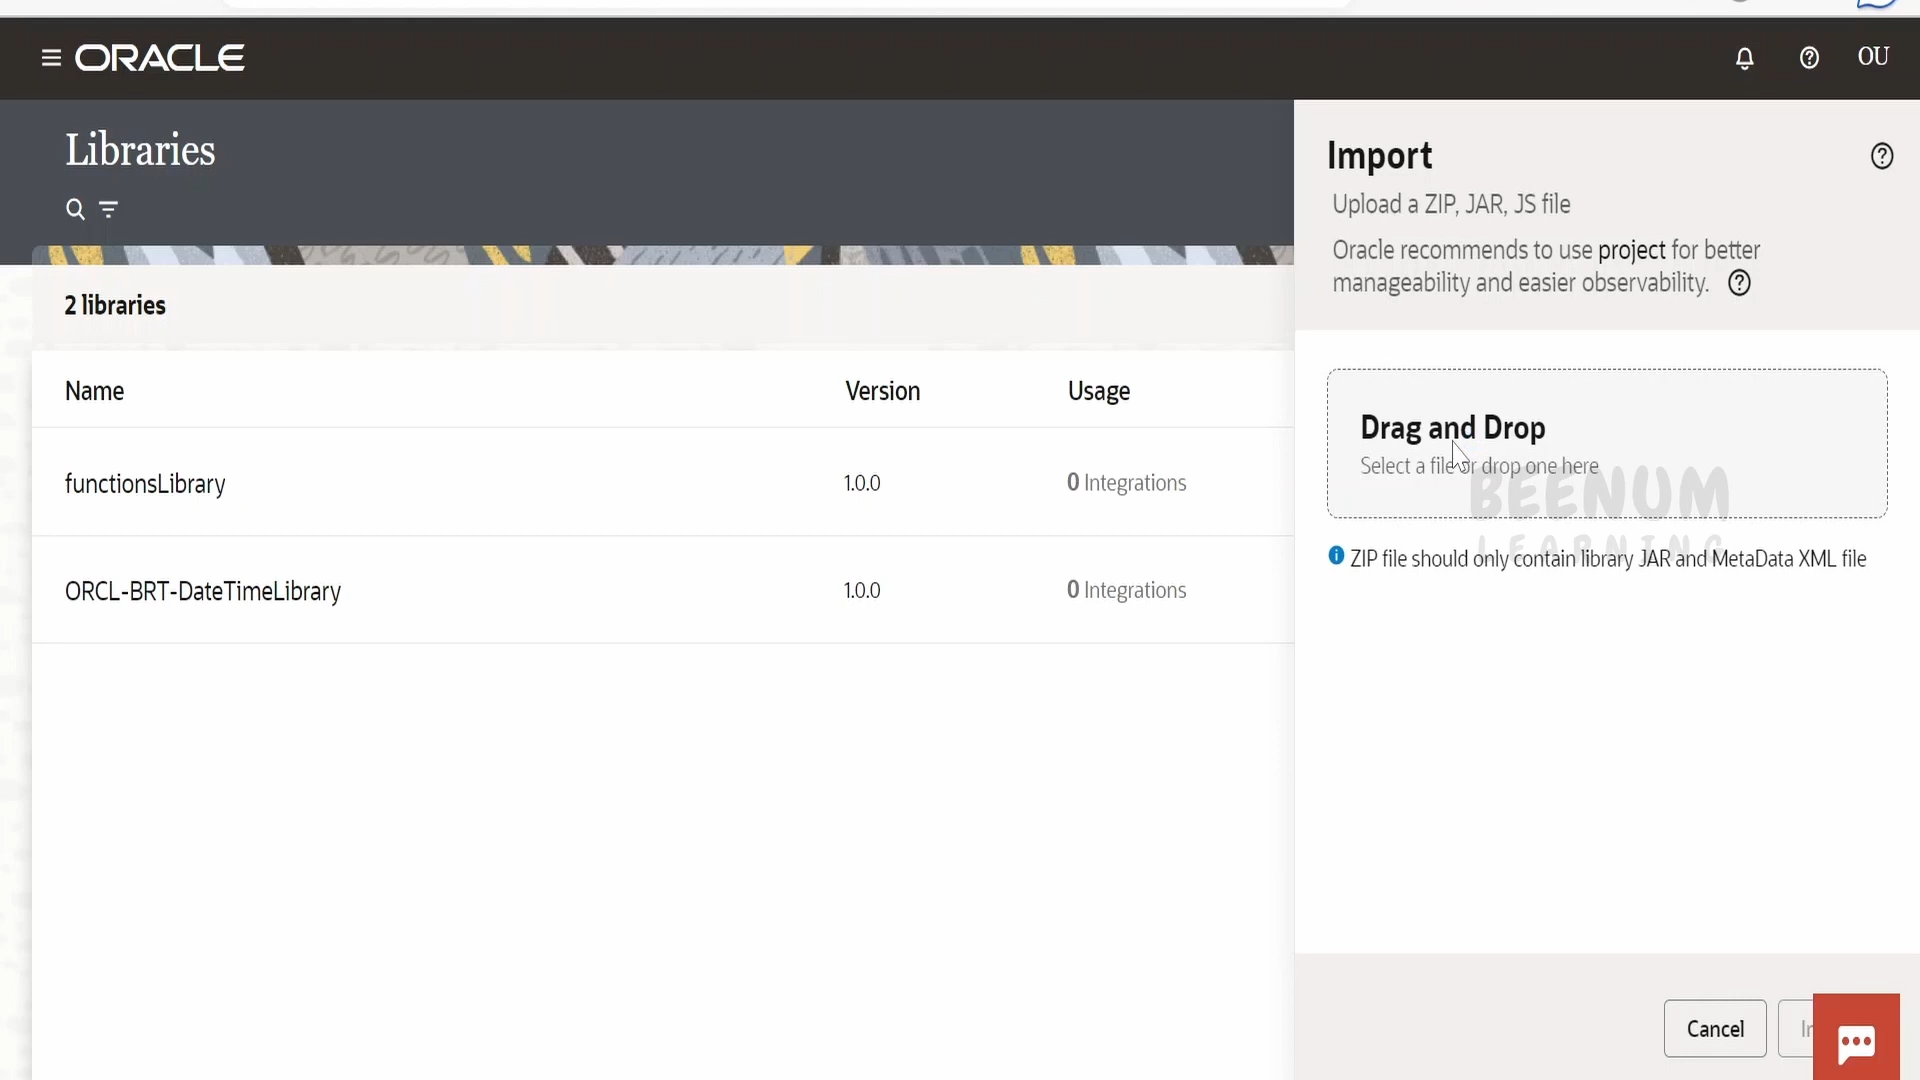 ORACLE
OU
Libraries
2 libraries
Name Version Usage
functionsLibrary 1.0.0 0 Integrations
ORCL-BRT-DateTimeLibrary 1.0.0 0 Integrations
Import
Upload a ZIP, JAR, JS file
Oracle recommends to use project for better
manageability and easier observability.
Drag and Drop
Select a file or drop one here
BEENUM
LEARNING
ZIP file should only contain library JAR and MetaData XML file
Cancel